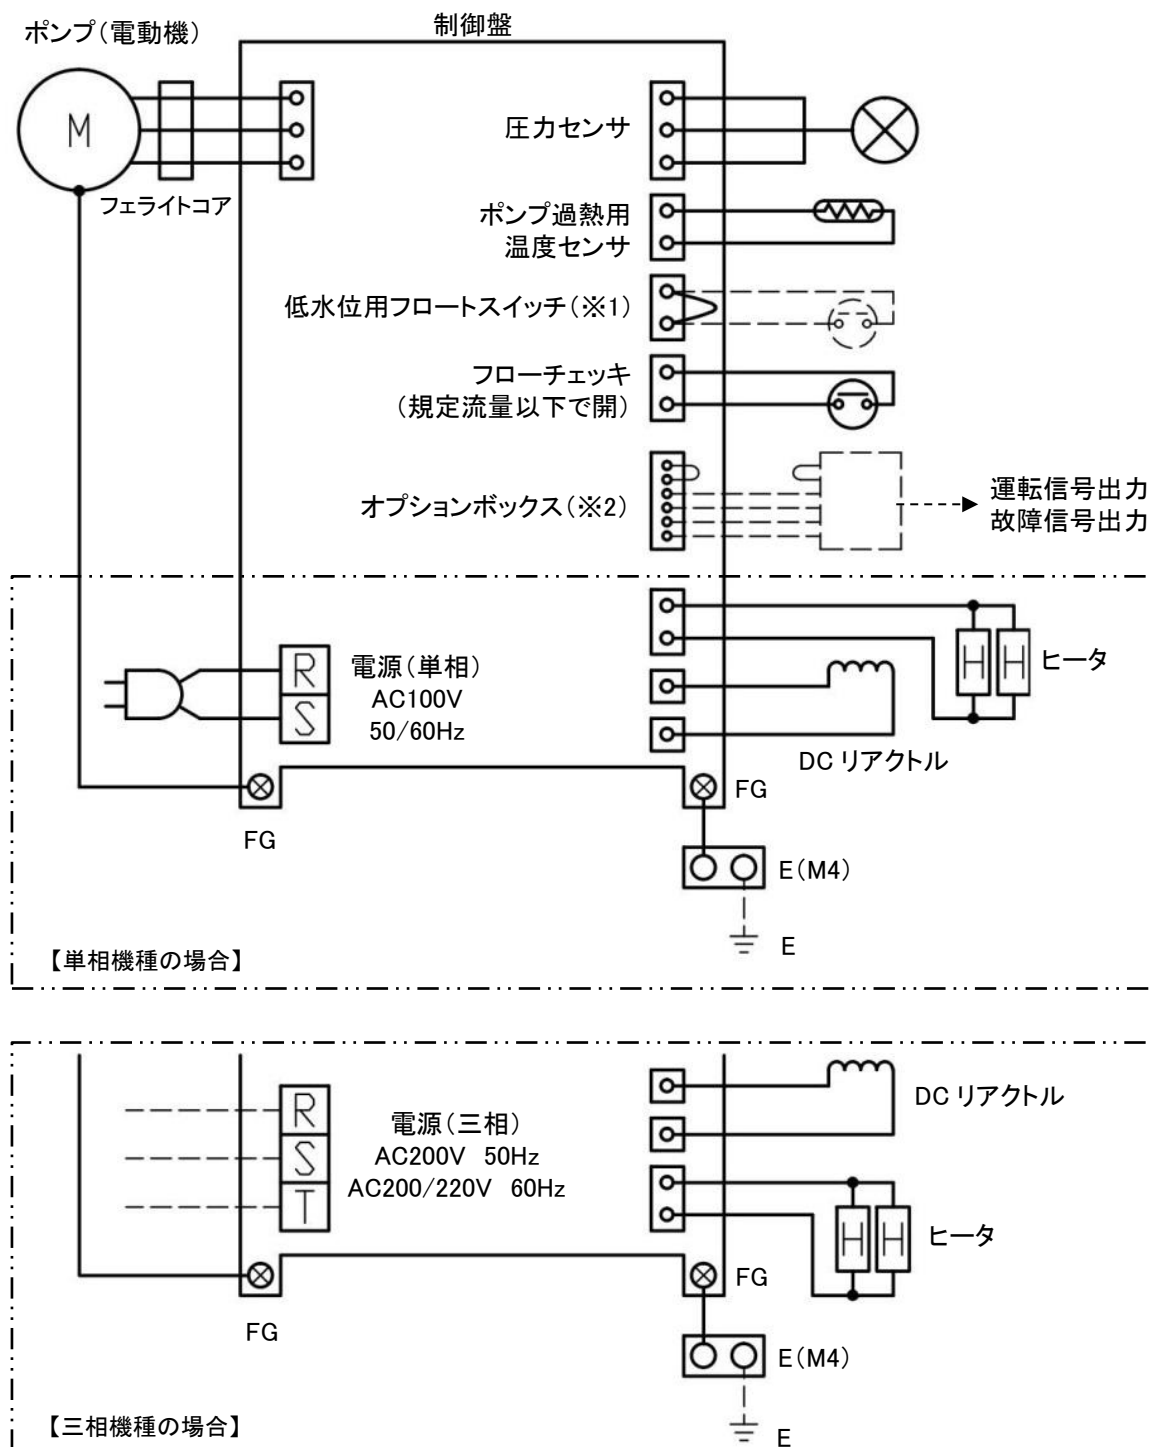 ポンプ（電動機）
制御盤
M
フェライトコア
圧力センサ
ポンプ過熱用
温度センサ
低水位用フロートスイッチ（※1）
フローチェッキ
（規定流量以下で開）
オプションボックス（※2）
運転信号出力
故障信号出力
R
S
電源（単相）
AC100V
50/60Hz
H H
ヒータ
DC リアクトル
FG
FG
E（M4）
E
【単相機種の場合】
R
S
T
電源（三相）
AC200V 50Hz
AC200/220V 60Hz
DC リアクトル
H H
ヒータ
FG
FG
E（M4）
E
【三相機種の場合】